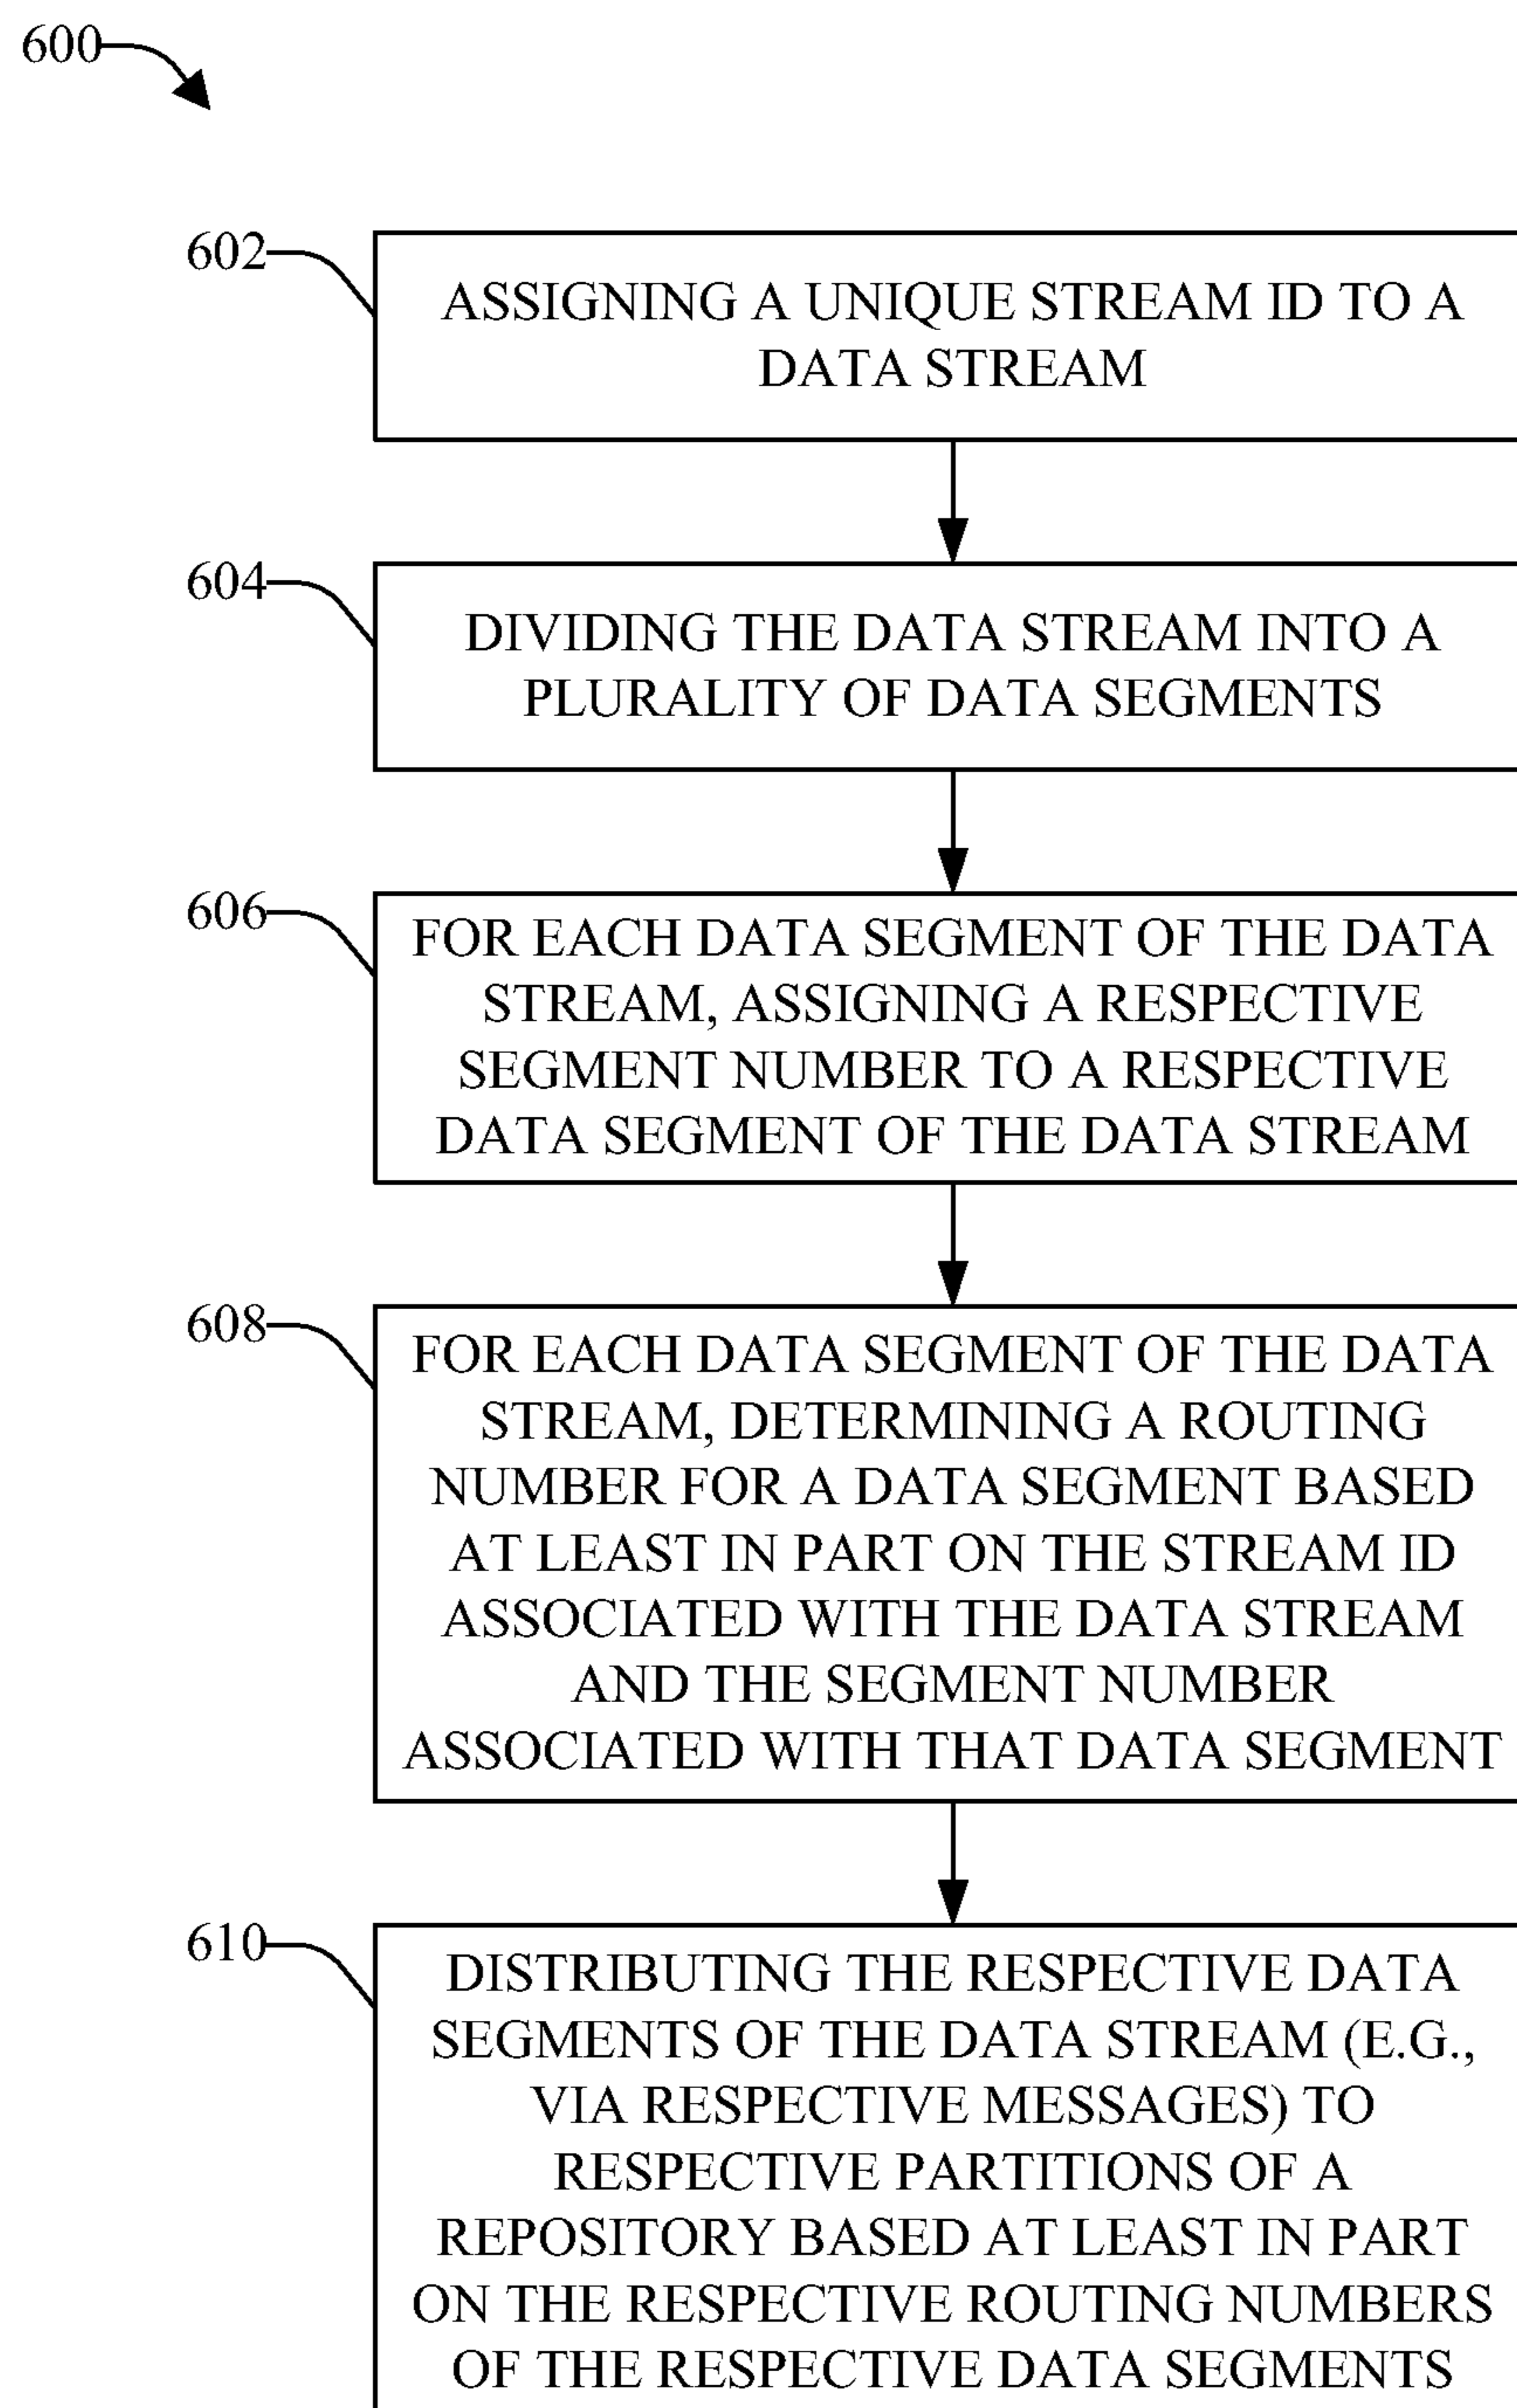 600
602
ASSIGNING A UNIQUE STREAM ID TO A
DATA STREAM
604
DIVIDING THE DATA STREAM INTO A
PLURALITY OF DATA SEGMENTS
606
FOR EACH DATA SEGMENT OF THE DATA
STREAM, ASSIGNING A RESPECTIVE
SEGMENT NUMBER TO A RESPECTIVE
DATA SEGMENT OF THE DATA STREAM
608
FOR EACH DATA SEGMENT OF THE DATA
STREAM, DETERMINING A ROUTING
NUMBER FOR A DATA SEGMENT BASED
AT LEAST IN PART ON THE STREAM ID
ASSOCIATED WITH THE DATA STREAM
AND THE SEGMENT NUMBER
ASSOCIATED WITH THAT DATA SEGMENT
610
DISTRIBUTING THE RESPECTIVE DATA
SEGMENTS OF THE DATA STREAM (E.G.,
VIA RESPECTIVE MESSAGES) TO
RESPECTIVE PARTITIONS OF A
REPOSITORY BASED AT LEAST IN PART
ON THE RESPECTIVE ROUTING NUMBERS
OF THE RESPECTIVE DATA SEGMENTS